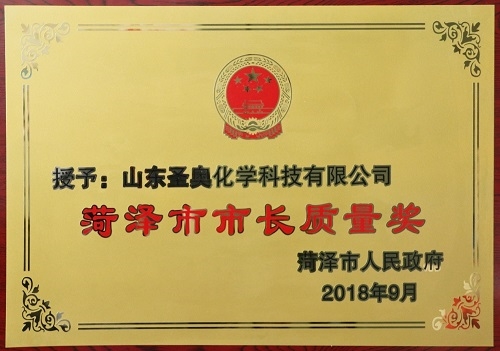 授予：山东圣奥化学科技有限公司
菏泽市市长质量奖
菏泽市人民政府
2018年9月